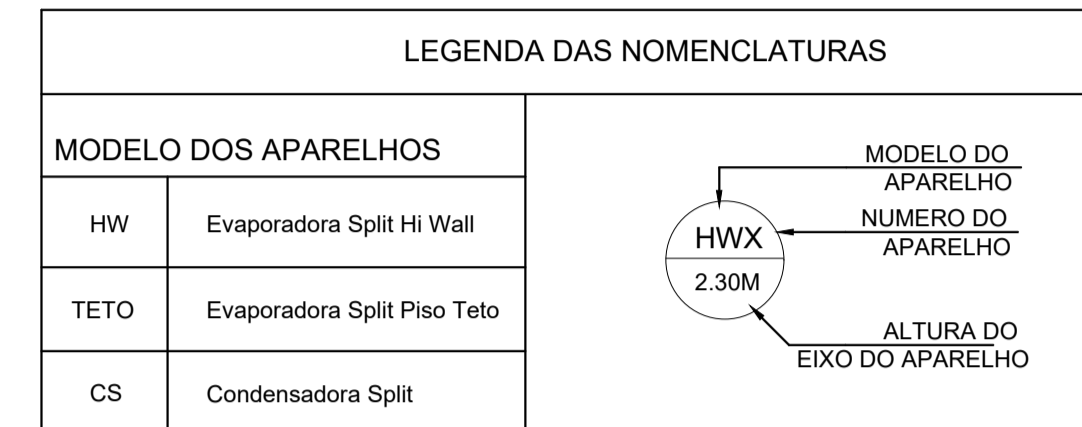 LEGENDA DAS NOMENCLATURAS
MODELO DOS APARELHOS
HW Evaporadora Split Hi Wall
TETO Evaporadora Split Piso Teto
CS Condensadora Split
MODELO DO
APARELHO
NUMERO DO
APARELHO
HWX
2.30M
ALTURA DO
EIXO DO APARELHO